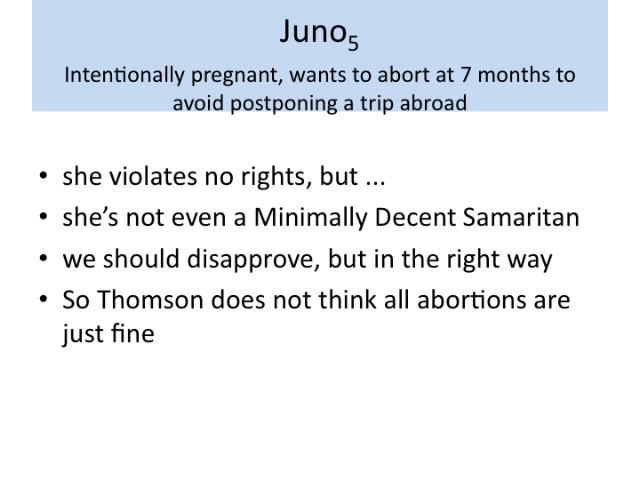 Juno₅
Intentionally pregnant, wants to abort at 7 months to
avoid postponing a trip abroad
• she violates no rights, but ...
• she's not even a Minimally Decent Samaritan
• we should disapprove, but in the right way
• So Thomson does not think all abortions are
just fine